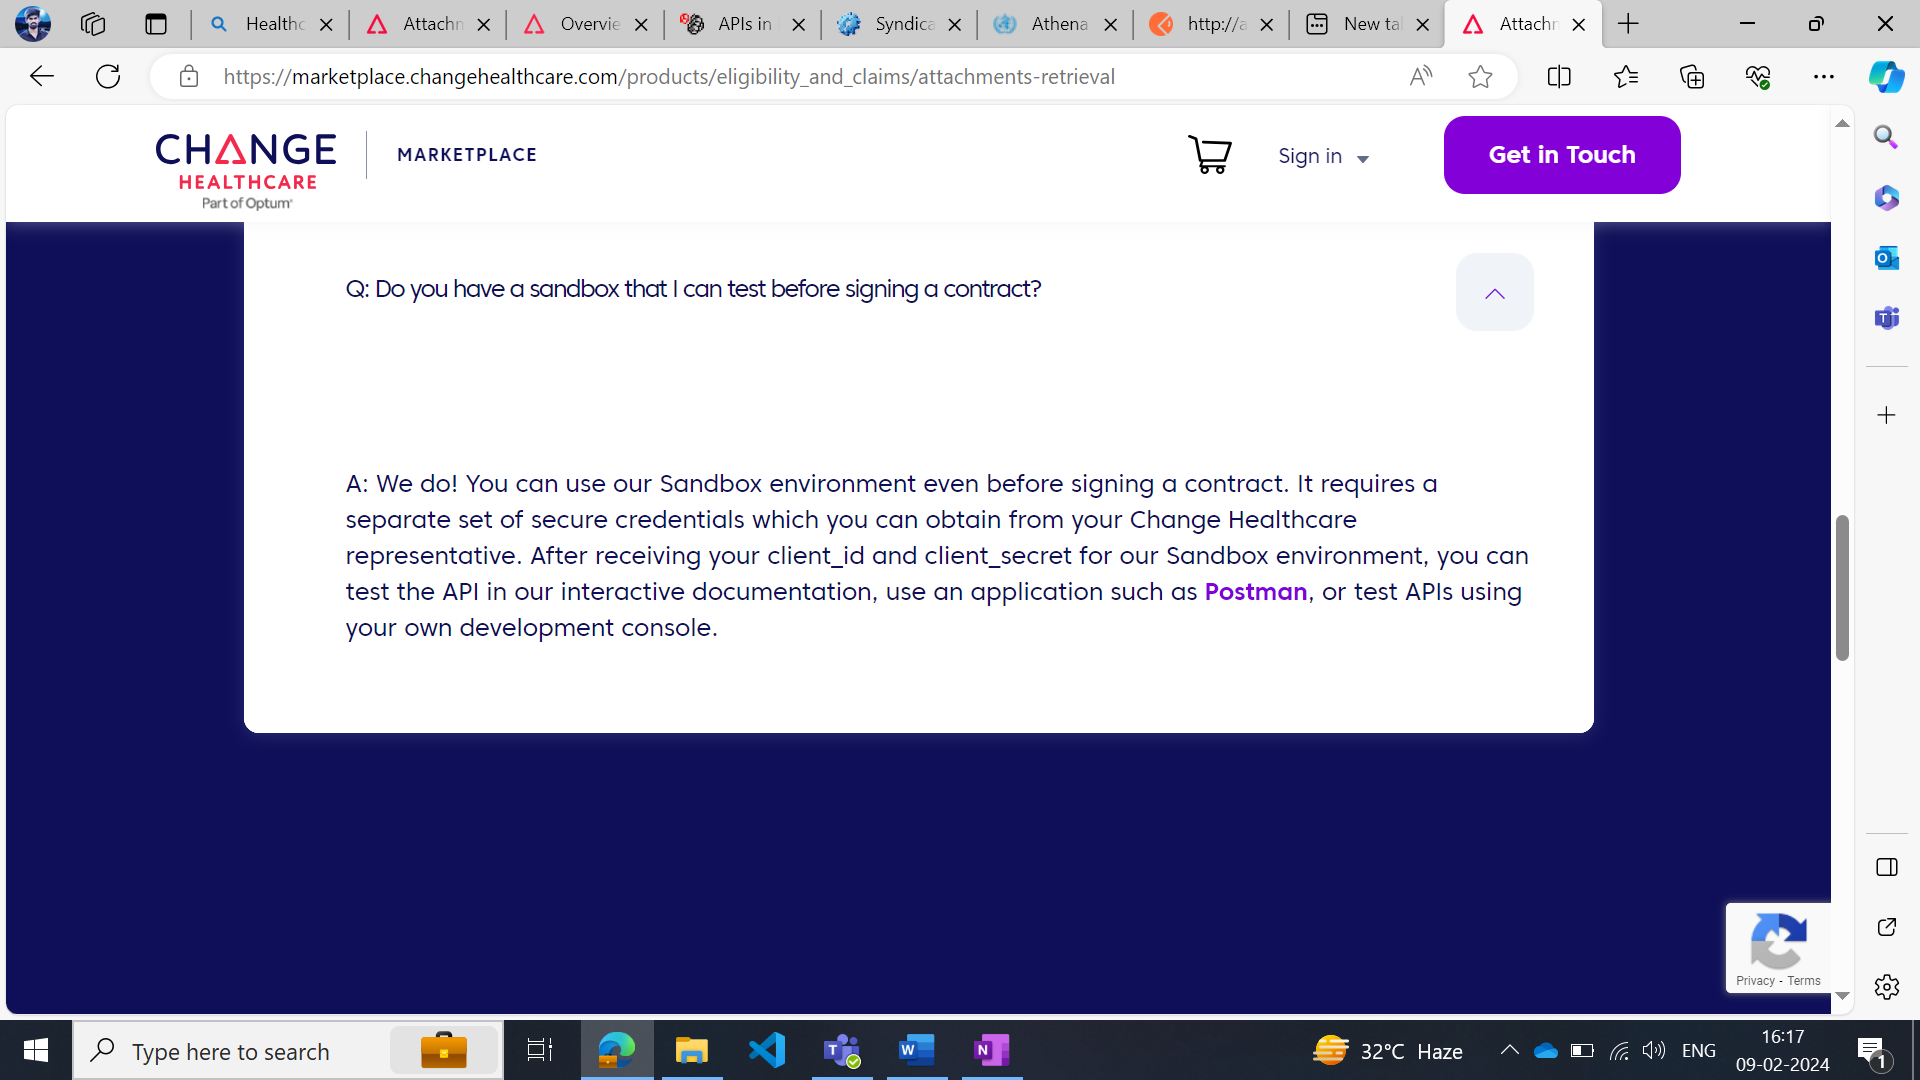 Healthc
Attachn
Overvie
APIs in
Syndica
Athena
http://a
New tal
Attachn
https://marketplace.changehealthcare.com/products/eligibility_and_claims/attachments-retrieval
CHANGE
HEALTHCARE
Part of Optum
MARKETPLACE
Sign in
Get in Touch
Q: Do you have a sandbox that I can test before signing a contract?
A: We do! You can use our Sandbox environment even before signing a contract. It requires a
separate set of secure credentials which you can obtain from your Change Healthcare
representative. After receiving your client_id and client_secret for our Sandbox environment, you can
test the API in our interactive documentation, use an application such as Postman, or test APIs using
your own development console.
Privacy - Terms
Type here to search
32°C Haze
ENG
16:17
09-02-2024
1